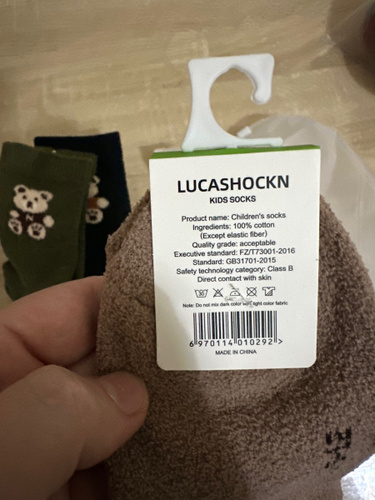 LUCASHOCKN
KIDS SOCKS
Product name: Children's socks
Ingredients: 100% cotton
(Except elastic fiber)
Quality grade: acceptable
Executive standard: FZ/T73001-2016
Standard: GB31701-2015
Safety technology category: Class B
Direct contact with skin
Note: Do not mix dark color with light color fabric
6 970114 010292 >
MADE IN CHINA